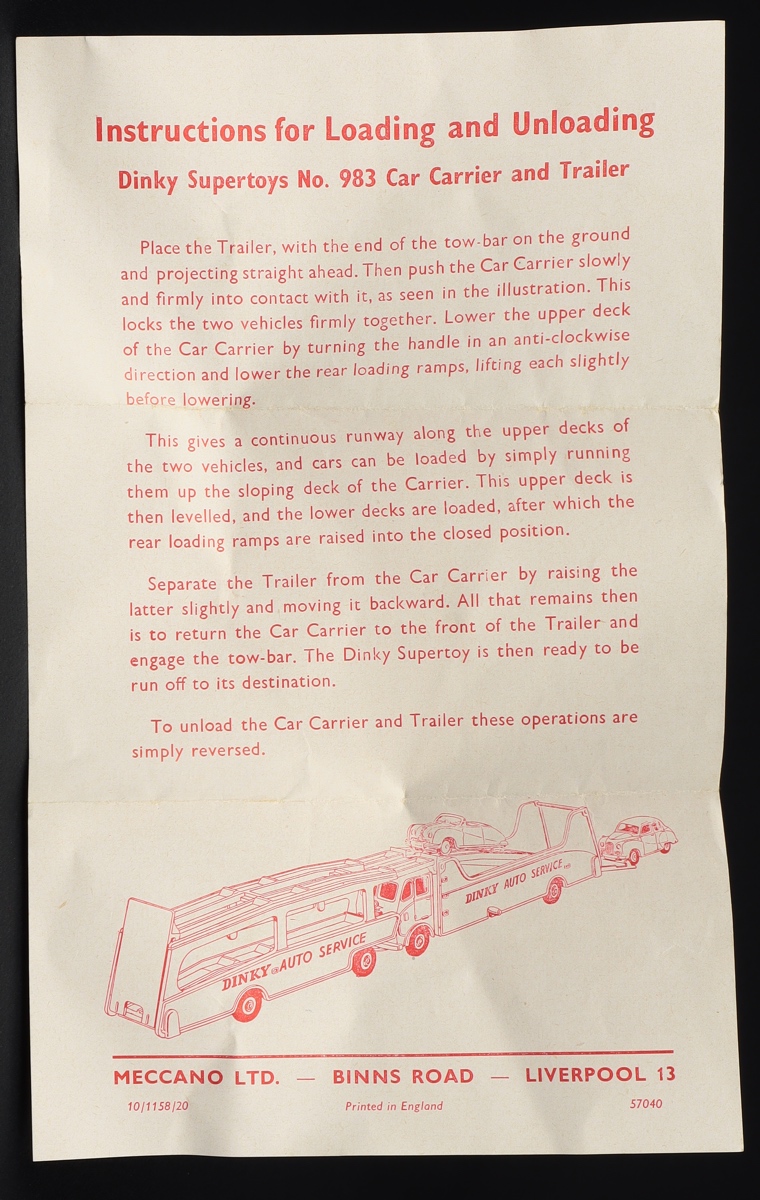 Instructions for Loading and Unloading
Dinky Supertoys No. 983 Car Carrier and Trailer
Place the Trailer, with the end of the tow-bar on the ground
and projecting straight ahead. Then push the Car Carrier slowly
and firmly into contact with it, as seen in the illustration. This
locks the two vehicles firmly together. Lower the upper deck
of the Car Carrier by turning the handle in an anti-clockwise
direction and lower the rear loading ramps, lifting each slightly
before lowering.
This gives a continuous runway along the upper decks of
the two vehicles, and cars can be loaded by simply running
them up the sloping deck of the Carrier. This upper deck is
then levelled, and the lower decks are loaded, after which the
rear loading ramps are raised into the closed position.
Separate the Trailer from the Car Carrier by raising the
latter slightly and moving it backward. All that remains then
is to return the Car Carrier to the front of the Trailer and
engage the tow-bar. The Dinky Supertoy is then ready to be
run off to its destination.
To unload the Car Carrier and Trailer these operations are
simply reversed.
DINKY AUTO SERVICE
DINKY AUTO SERVICE
MECCANO LTD. — BINNS ROAD — LIVERPOOL 13
10/1158/20 Printed in England 57040